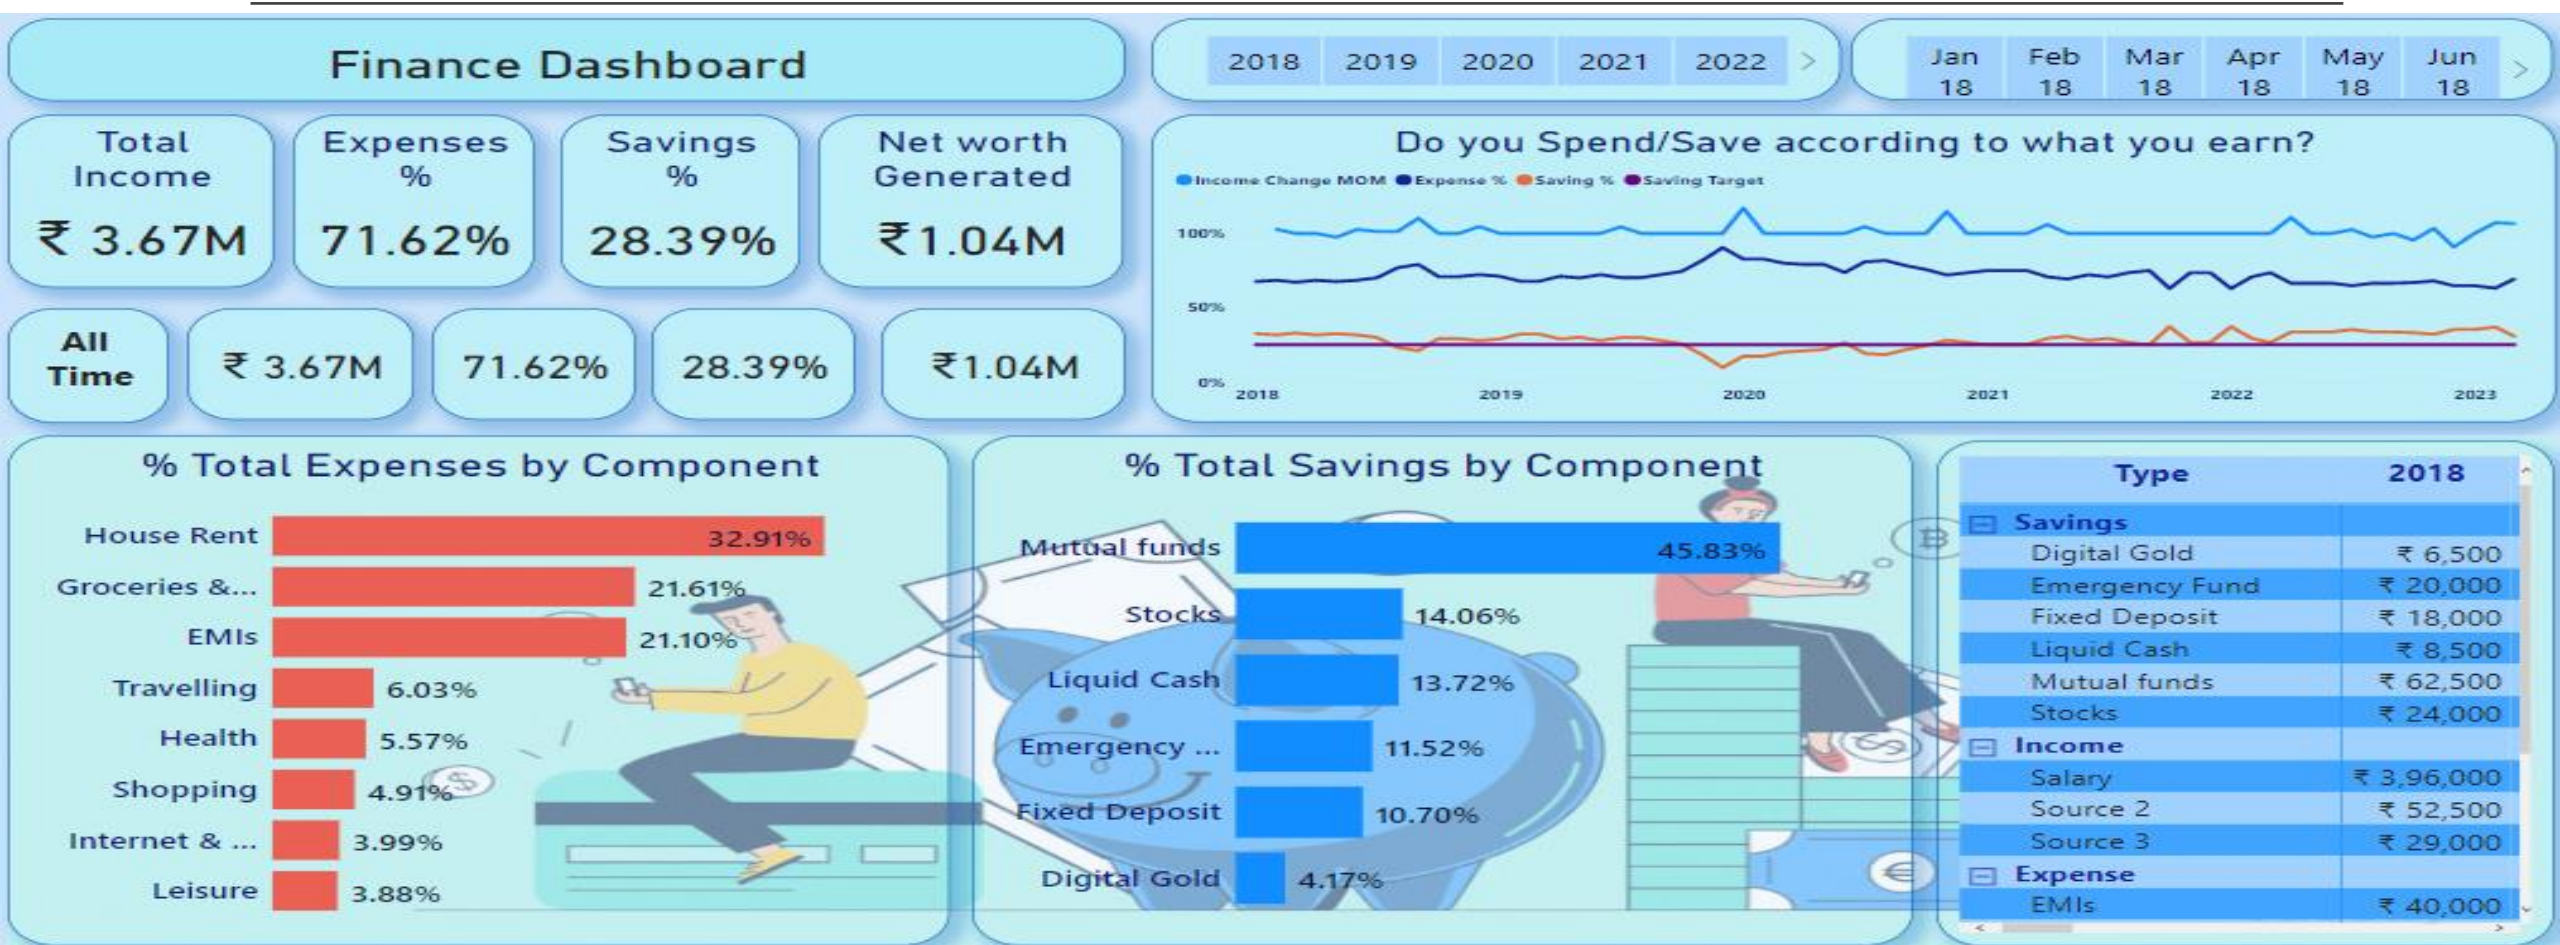 Finance Dashboard
2018 2019 2020 2021 2022 >
Jan 18 Feb 18 Mar 18 Apr 18 May 18 Jun 18 >
Total Income
₹ 3.67M
Expenses %
71.62%
Savings %
28.39%
Net worth Generated
₹1.04M
All Time
₹ 3.67M
71.62%
28.39%
₹1.04M
Do you Spend/Save according to what you earn?
Income Change MOM Expense % Saving % Saving Target
100%
50%
0%
2018 2019 2020 2021 2022 2023
% Total Expenses by Component
House Rent 32.91%
Groceries &... 21.61%
EMIs 21.10%
Travelling 6.03%
Health 5.57%
Shopping 4.91%
Internet & ... 3.99%
Leisure 3.88%
% Total Savings by Component
Mutual funds 45.83%
Stocks 14.06%
Liquid Cash 13.72%
Emergency ... 11.52%
Fixed Deposit 10.70%
Digital Gold 4.17%
Type 2018
Savings
Digital Gold ₹ 6,500
Emergency Fund ₹ 20,000
Fixed Deposit ₹ 18,000
Liquid Cash ₹ 8,500
Mutual funds ₹ 62,500
Stocks ₹ 24,000
Income
Salary ₹ 3,96,000
Source 2 ₹ 52,500
Source 3 ₹ 29,000
Expense
EMIs ₹ 40,000